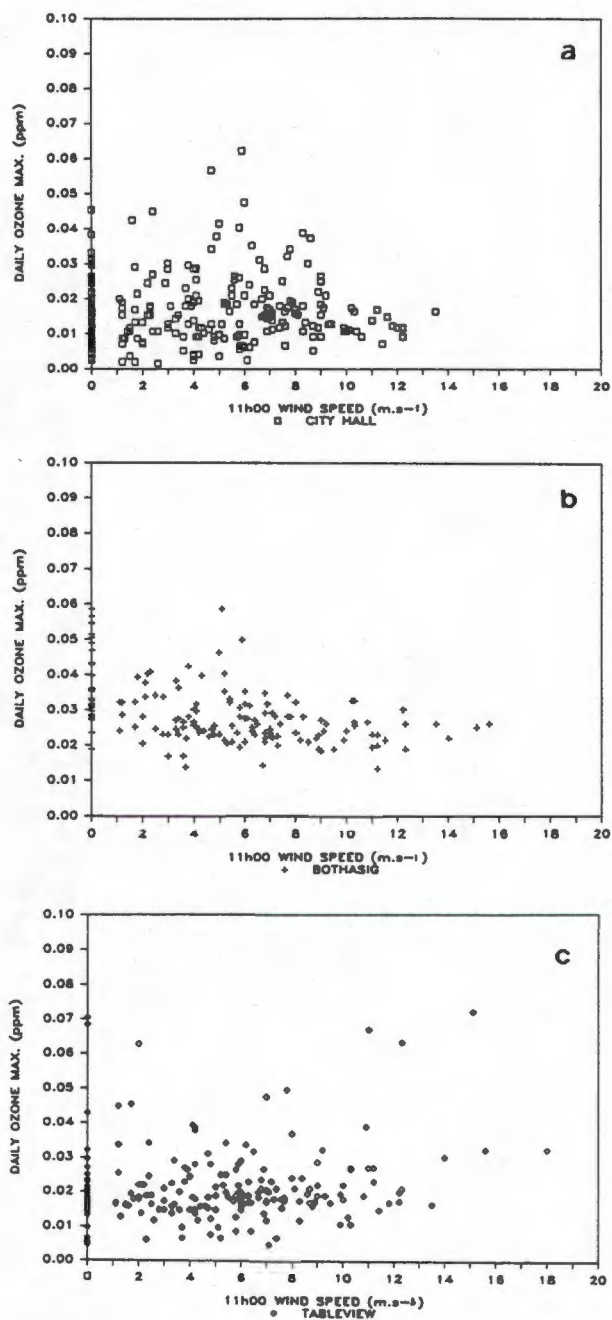 a
DAILY OZONE MAX. (ppm)
0.10
0.09
0.08
0.07
0.06
0.05
0.04
0.03
0.02
0.01
0.00
0 2 4 6 8 10 12 14 16 18 20
11h00 WIND SPEED (m.s-1)
CITY HALL
b
DAILY OZONE MAX. (ppm)
0.10
0.09
0.08
0.07
0.06
0.05
0.04
0.03
0.02
0.01
0.00
0 2 4 6 8 10 12 14 16 18 20
11h00 WIND SPEED (m.s-1)
+ BOTHASIG
c
DAILY OZONE MAX. (ppm)
0.10
0.09
0.08
0.07
0.06
0.05
0.04
0.03
0.02
0.01
0.00
0 2 4 6 8 10 12 14 16 18 20
11h00 WIND SPEED
TABLEVIEW